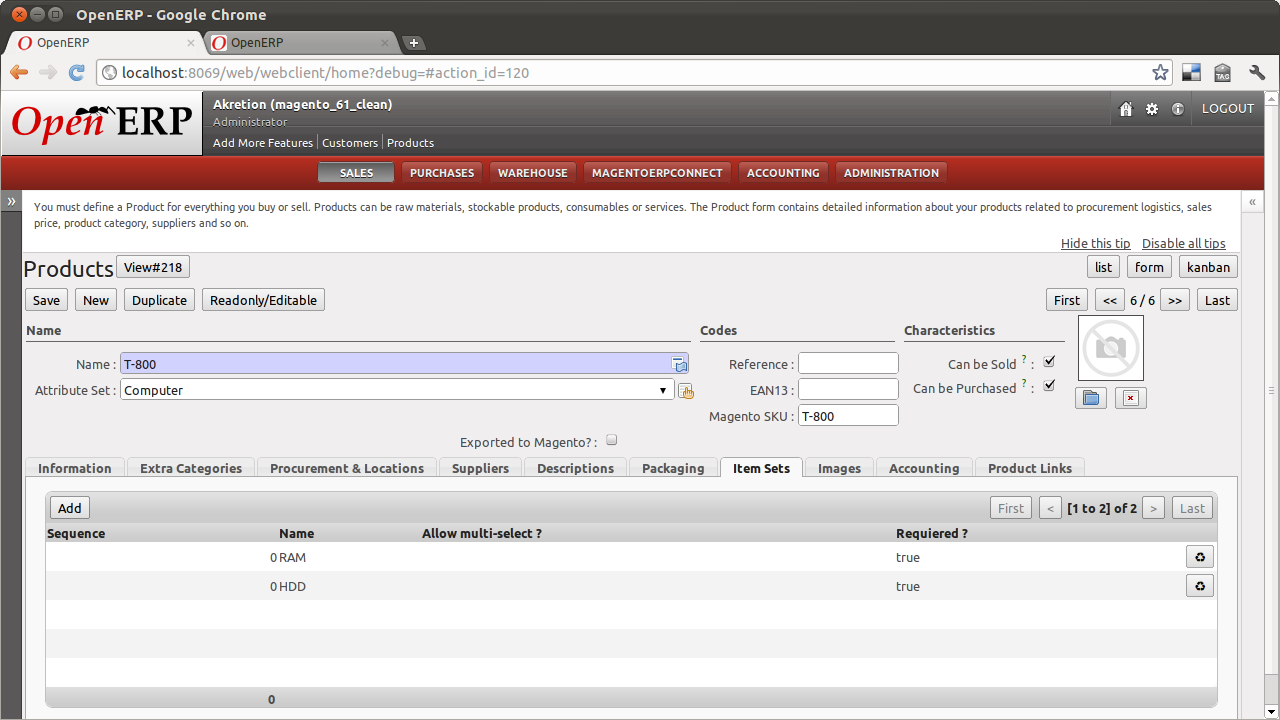 OpenERP - Google Chrome
OpenERP OpenERP
localhost:8069/web/webclient/home?debug=#action_id=120
TAG
Open ERP
Akretion (magento_61_clean)
Administrator
LOGOUT
Add More Features Customers Products
SALES PURCHASES WAREHOUSE MAGENTOERPCONNECT ACCOUNTING ADMINISTRATION
» «
You must define a Product for everything you buy or sell. Products can be raw materials, stockable products, consumables or services. The Product form contains detailed information about your products related to procurement logistics, sales
price, product category, suppliers and so on.
Hide this tip Disable all tips
Products View#218 list form kanban
Save New Duplicate Readonly/Editable First << 6 / 6 >> Last
Name Codes Characteristics
Name : T-800 Reference : Can be Sold ? :
Attribute Set : Computer EAN13 : Can be Purchased ? :
Magento SKU : T-800
Exported to Magento? :
Information Extra Categories Procurement & Locations Suppliers Descriptions Packaging Item Sets Images Accounting Product Links
Add First < [1 to 2] of 2 > Last
Sequence Name Allow multi-select ? Requiered ?
0 RAM true
0 HDD true
0